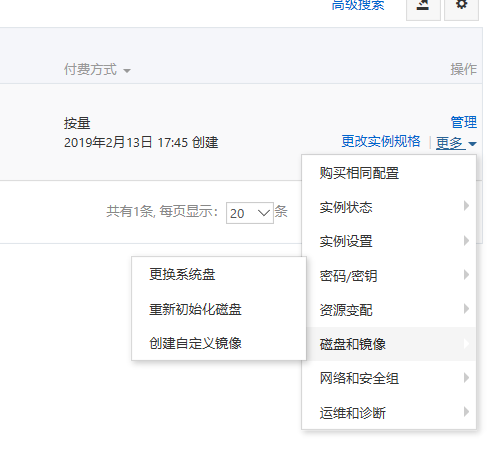 高级搜索
付费方式
操作
按量
管理
2019年2月13日 17:45 创建
更改实例规格 | 更多
购买相同配置
共有1条, 每页显示: 20 条
实例状态
实例设置
密码/密钥
资源变配
磁盘和镜像
网络和安全组
运维和诊断
更换系统盘
重新初始化磁盘
创建自定义镜像